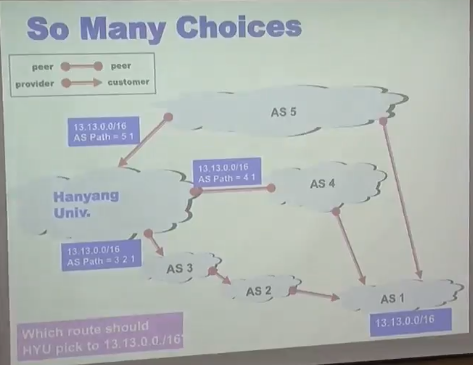 So Many Choices
peer peer
provider customer
AS 5
13.13.0.0/16
AS Path = 5 1
13.13.0.0/16
AS Path = 4 1
AS 4
Hanyang
Univ.
13.13.0.0/16
AS Path = 3 2 1
AS 3
AS 2
AS 1
13.13.0.0/16
Which route should
HYU pick to 13.13.0.0./16